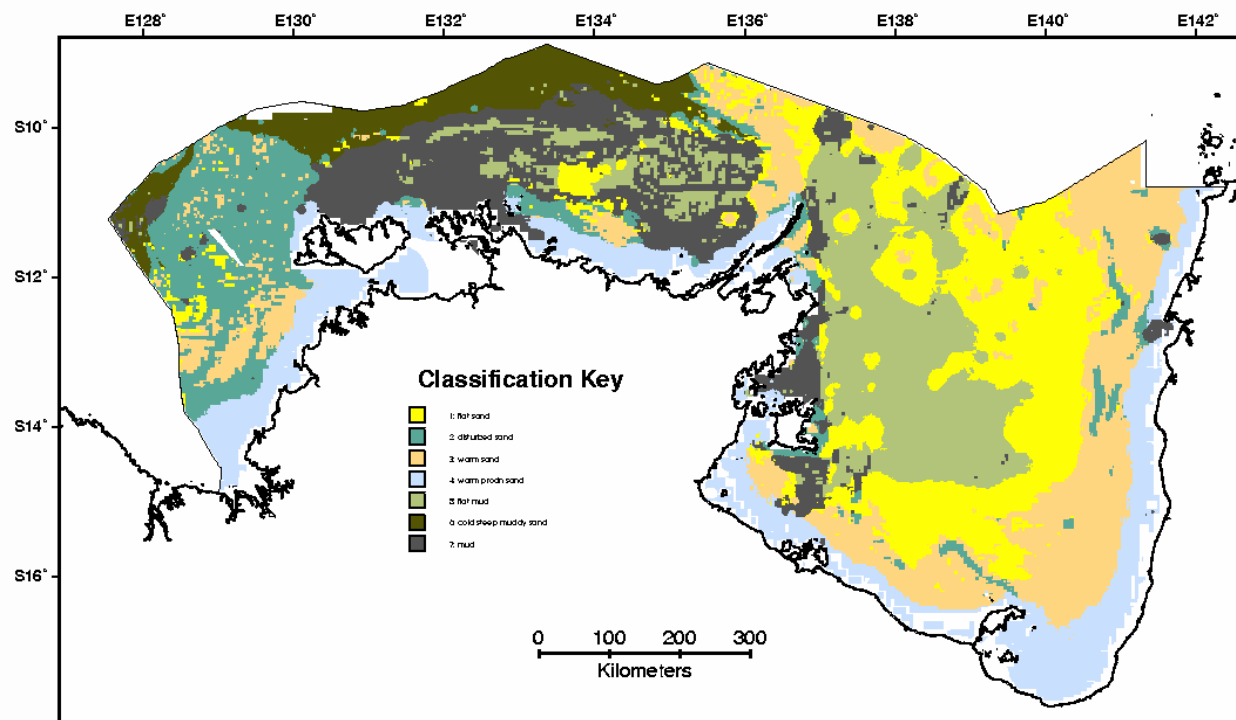 E128° E130° E132° E134° E136° E138° E140° E142°
S10°
S12°
S14°
S16°
Classification Key
1: flat sand
2: disturbed sand
3: warm sand
4: warm prodn sand
5: flat mud
6: cold steep muddy sand
7: mud
0 100 200 300
Kilometers